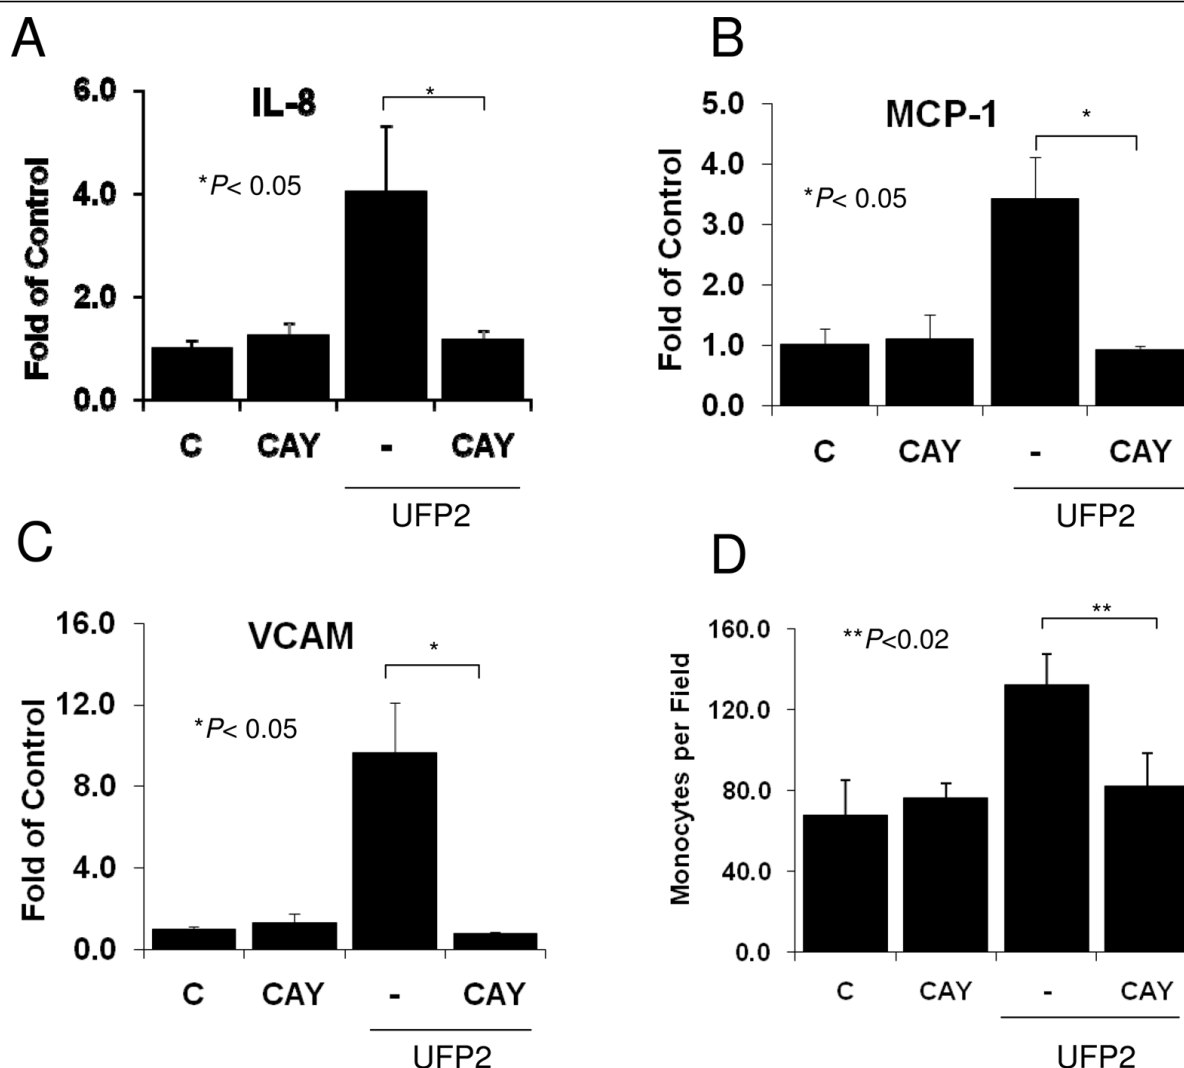 A
IL-8
*
*P< 0.05
Fold of Control
6.0
4.0
2.0
0.0
C CAY - CAY
UFP2
B
MCP-1
*
*P< 0.05
Fold of Control
5.0
4.0
3.0
2.0
1.0
0.0
C CAY - CAY
UFP2
C
VCAM
*
*P< 0.05
Fold of Control
16.0
12.0
8.0
4.0
0.0
C CAY - CAY
UFP2
D
**
**P<0.02
Monocytes per Field
160.0
120.0
80.0
40.0
0.0
C CAY - CAY
UFP2